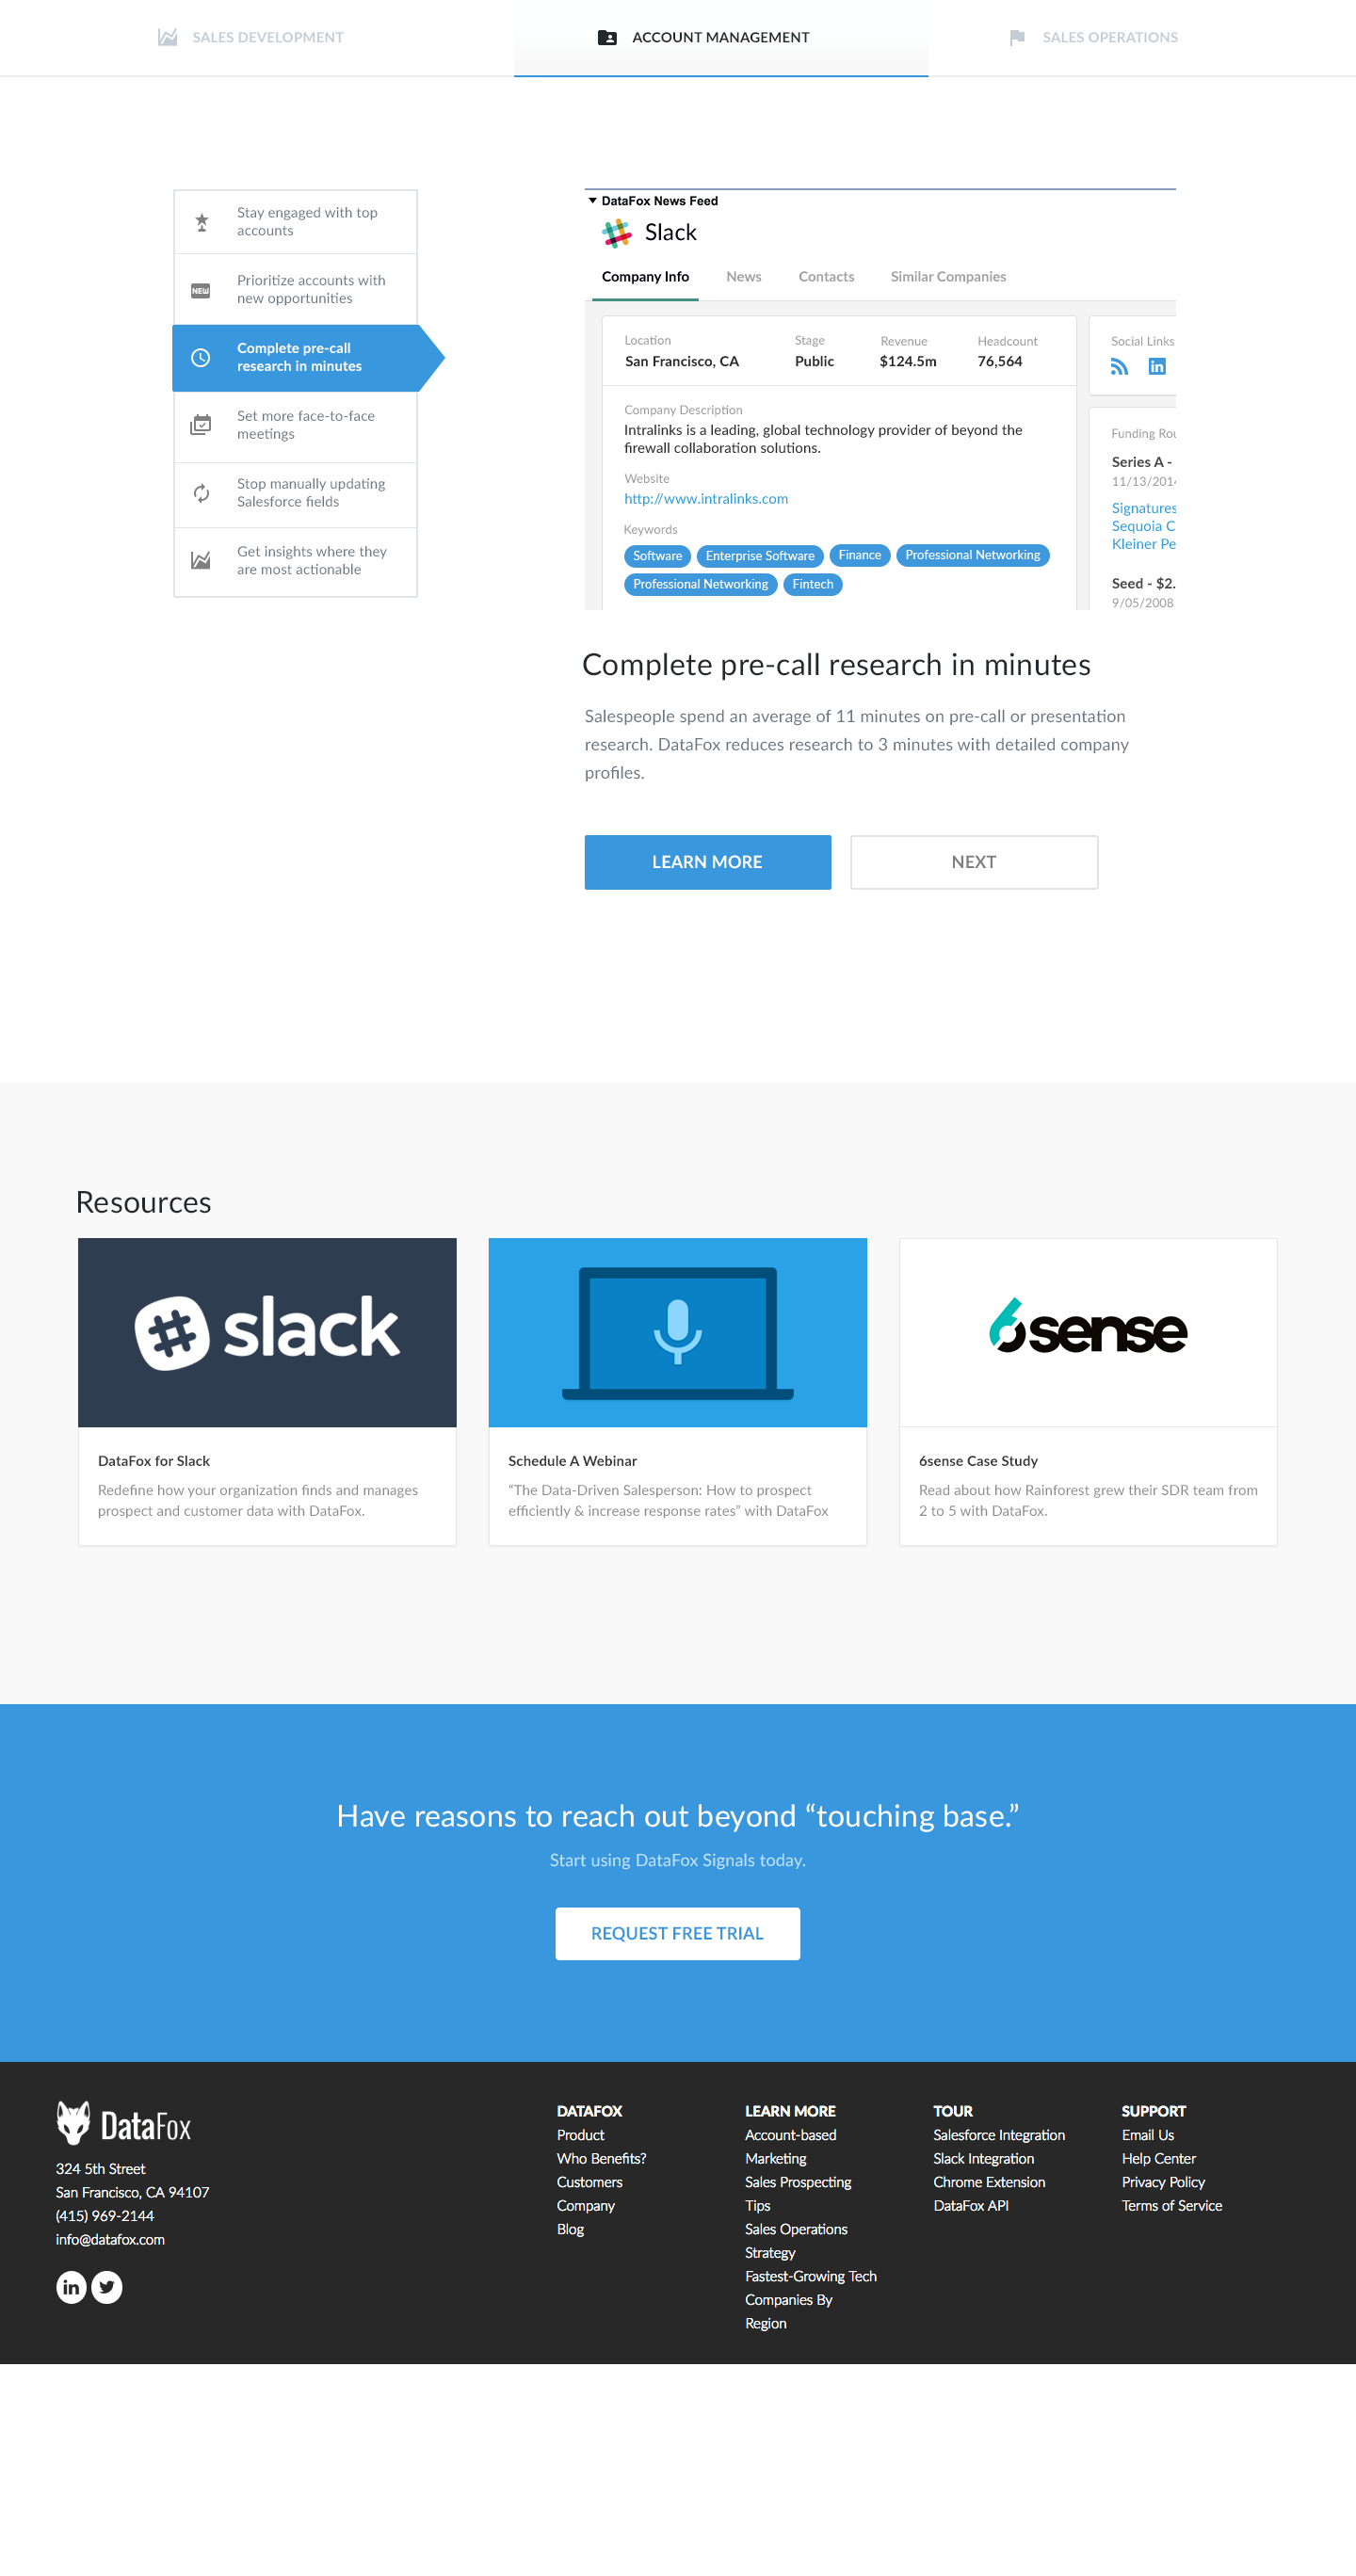 SALES DEVELOPMENT
ACCOUNT MANAGEMENT
SALES OPERATIONS
Stay engaged with top
accounts
NEW
Prioritize accounts with
new opportunities
Complete pre-call
research in minutes
Set more face-to-face
meetings
Stop manually updating
Salesforce fields
Get insights where they
are most actionable
DataFox News Feed
Slack
Company Info News Contacts Similar Companies
Location Stage Revenue Headcount
San Francisco, CA Public $124.5m 76,564
Company Description
Intralinks is a leading, global technology provider of beyond the
firewall collaboration solutions.
Website
http://www.intralinks.com
Keywords
Software Enterprise Software Finance Professional Networking
Professional Networking Fintech
Social Links
in
Funding Rou
Series A -
11/13/2014
Signatures
Sequoia C
Kleiner Pe
Seed - $2.
9/05/2008
Complete pre-call research in minutes
Salespeople spend an average of 11 minutes on pre-call or presentation
research. DataFox reduces research to 3 minutes with detailed company
profiles.
LEARN MORE
NEXT
Resources
slack
DataFox for Slack
Redefine how your organization finds and manages
prospect and customer data with DataFox.
Schedule A Webinar
“The Data-Driven Salesperson: How to prospect
efficiently & increase response rates” with DataFox
6sense
6sense Case Study
Read about how Rainforest grew their SDR team from
2 to 5 with DataFox.
Have reasons to reach out beyond “touching base.”
Start using DataFox Signals today.
REQUEST FREE TRIAL
DataFox
324 5th Street
San Francisco, CA 94107
(415) 969-2144
info@datafox.com
in
DATAFOX
Product
Who Benefits?
Customers
Company
Blog
LEARN MORE
Account-based
Marketing
Sales Prospecting
Tips
Sales Operations
Strategy
Fastest-Growing Tech
Companies By
Region
TOUR
Salesforce Integration
Slack Integration
Chrome Extension
DataFox API
SUPPORT
Email Us
Help Center
Privacy Policy
Terms of Service